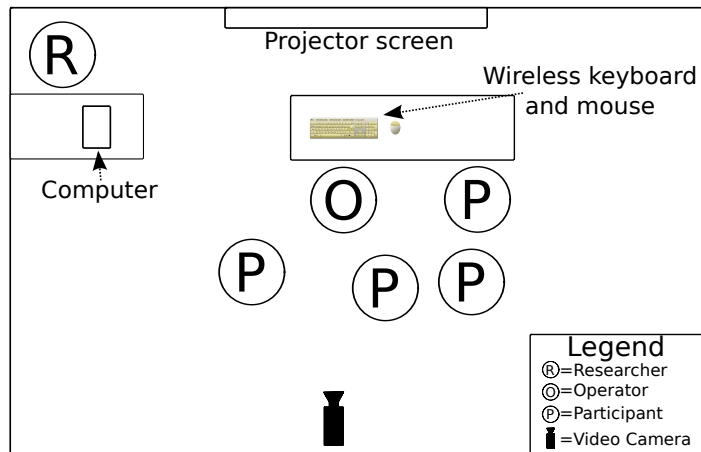 Projector screen
R
Wireless keyboard
and mouse
Computer
O
P
P
P
P
Legend
R=Researcher
O=Operator
P=Participant
=Video Camera